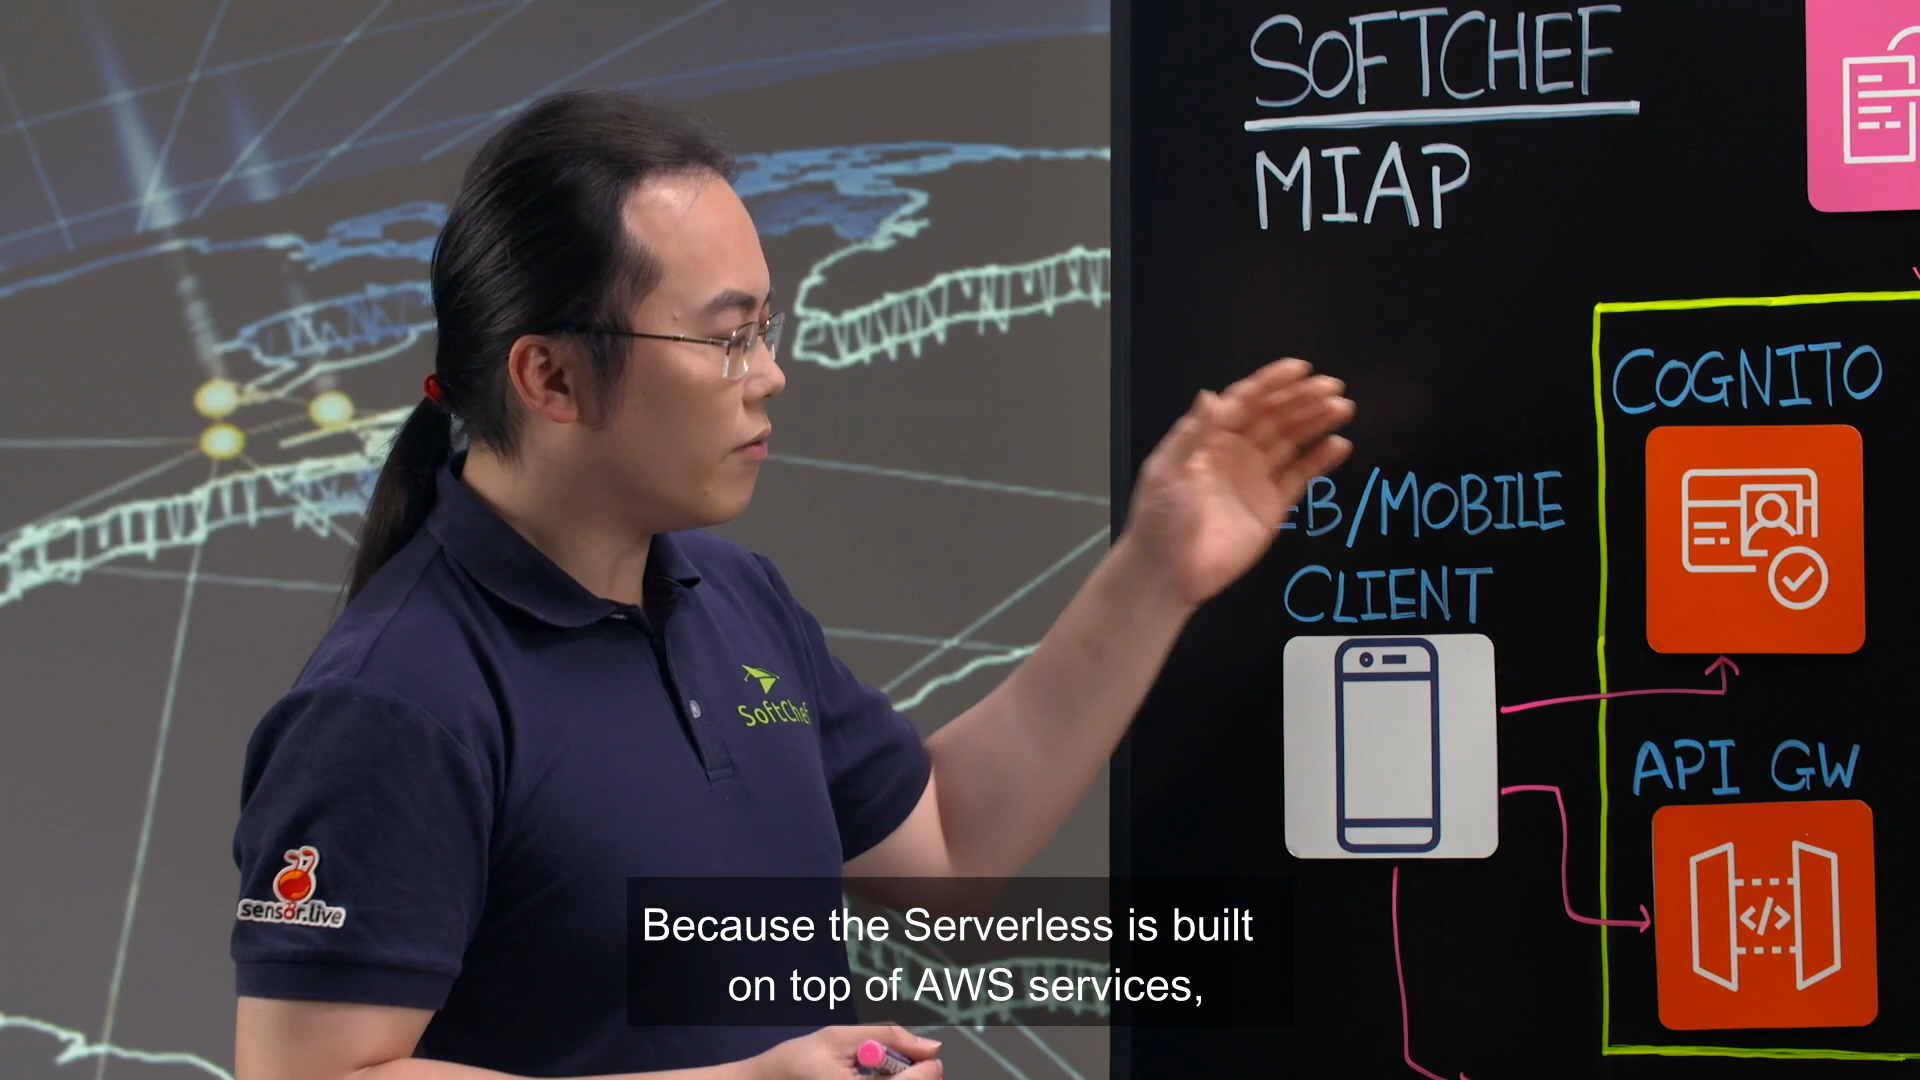 SOFTCHEF
MIAP
COGNITO
/MOBILE
CLIENT
API GW
</>
SoftChef
sensor.live
Because the Serverless is built
on top of AWS services,